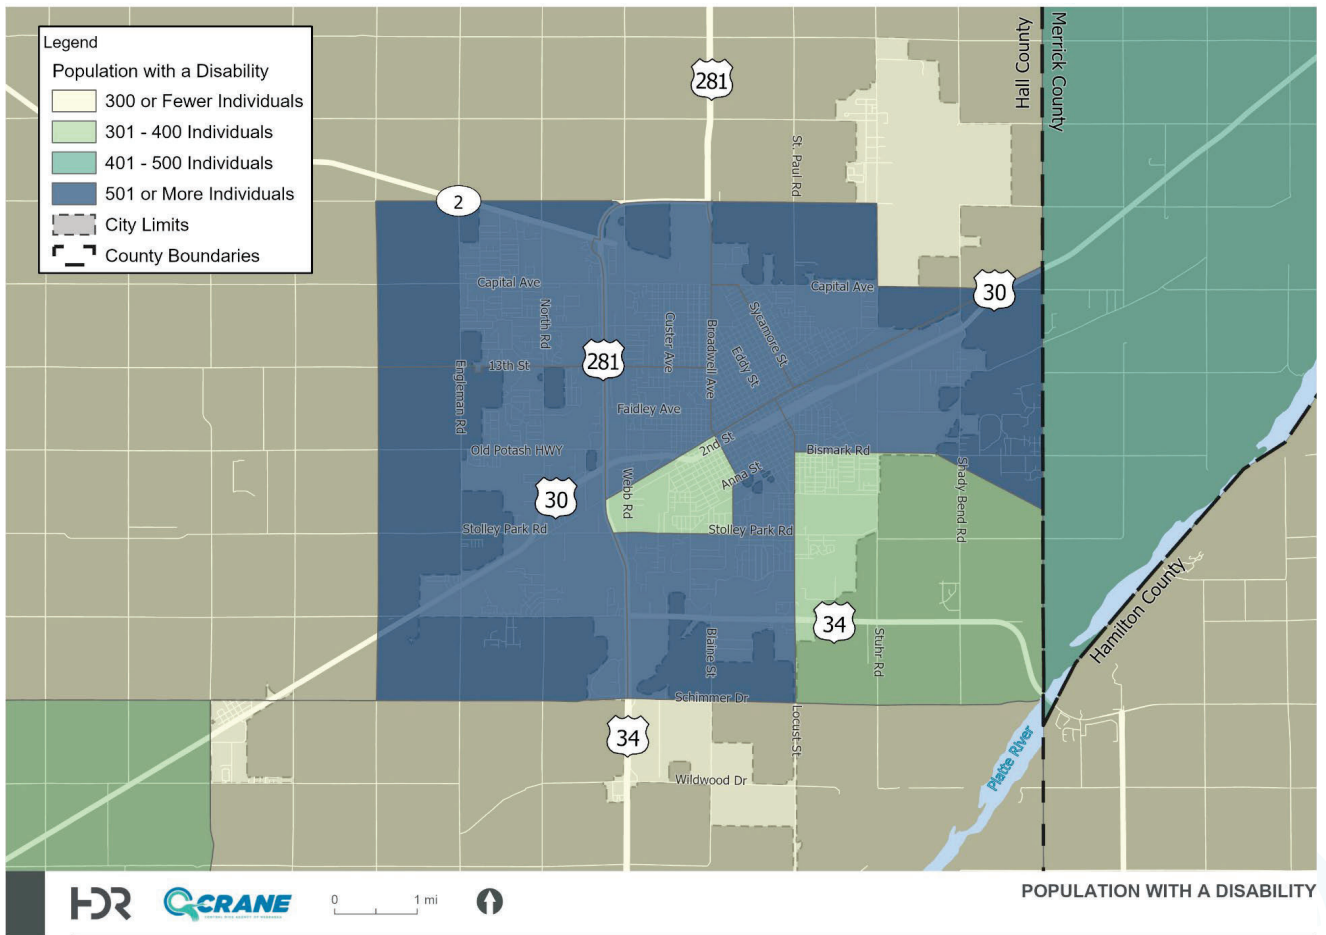 Legend
Population with a Disability
300 or Fewer Individuals
301 - 400 Individuals
401 - 500 Individuals
501 or More Individuals
City Limits
County Boundaries
281
Hall County
Merrick County
St. Paul Rd
2
Capital Ave
Capital Ave
30
North Rd
Custer Ave
Broadwell Ave
Sycamore St
Eddy St
281
13th St
Engleman Rd
Faidley Ave
2nd St
Old Potash HWY
Bismark Rd
Anna St
Webb Rd
Shady Bend Rd
30
Stolley Park Rd
Stolley Park Rd
Hamilton County
34
Blaine St
Stuhr Rd
Schimmer Dr
Locust St
34
Platte River
Wildwood Dr
HDR
CRANE
0 1 mi
POPULATION WITH A DISABILITY